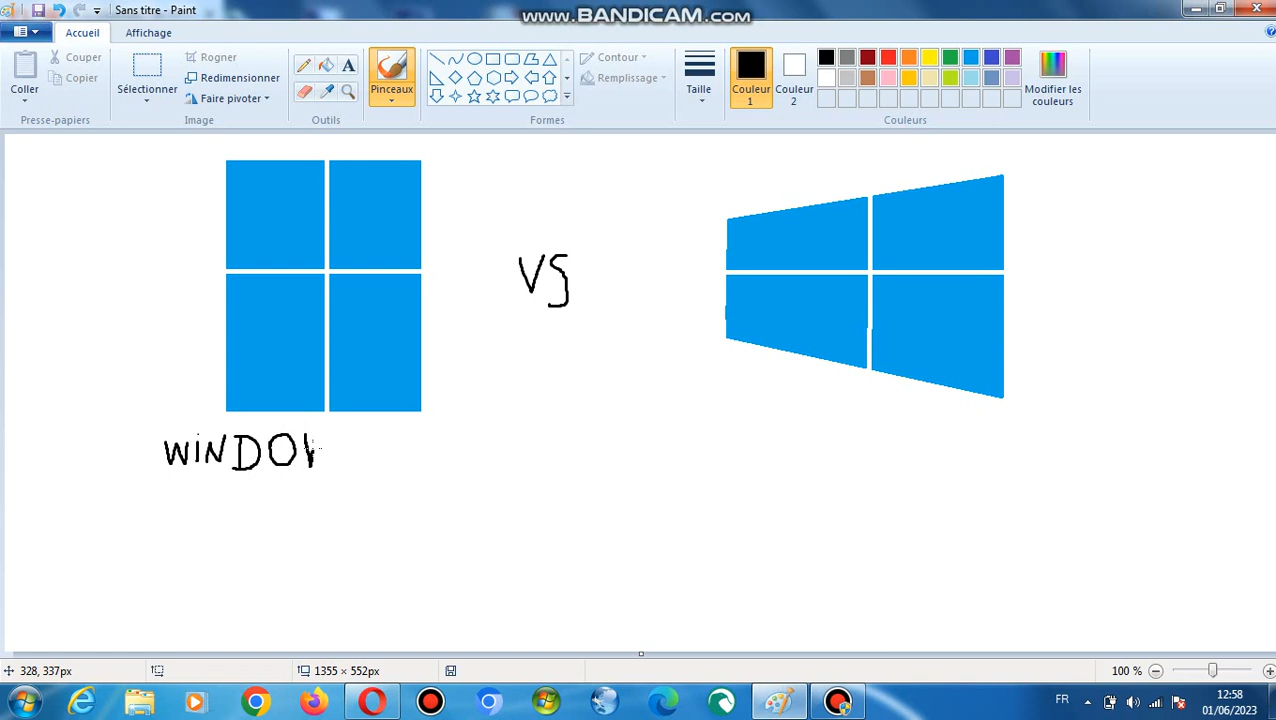 Sans titre - Paint
www.BANDICAM.com
Accueil
Affichage
Coller
Couper
Copier
Presse-papiers
Sélectionner
Rogner
Redimensionner
Faire pivoter
Image
A
Outils
Pinceaux
Contour
Remplissage
Formes
Taille
Couleur
1
Couleur
2
Modifier les
couleurs
Couleurs
VS
WiNDOV
328, 337px
1355 × 552px
100 %
FR
12:58
01/06/2023